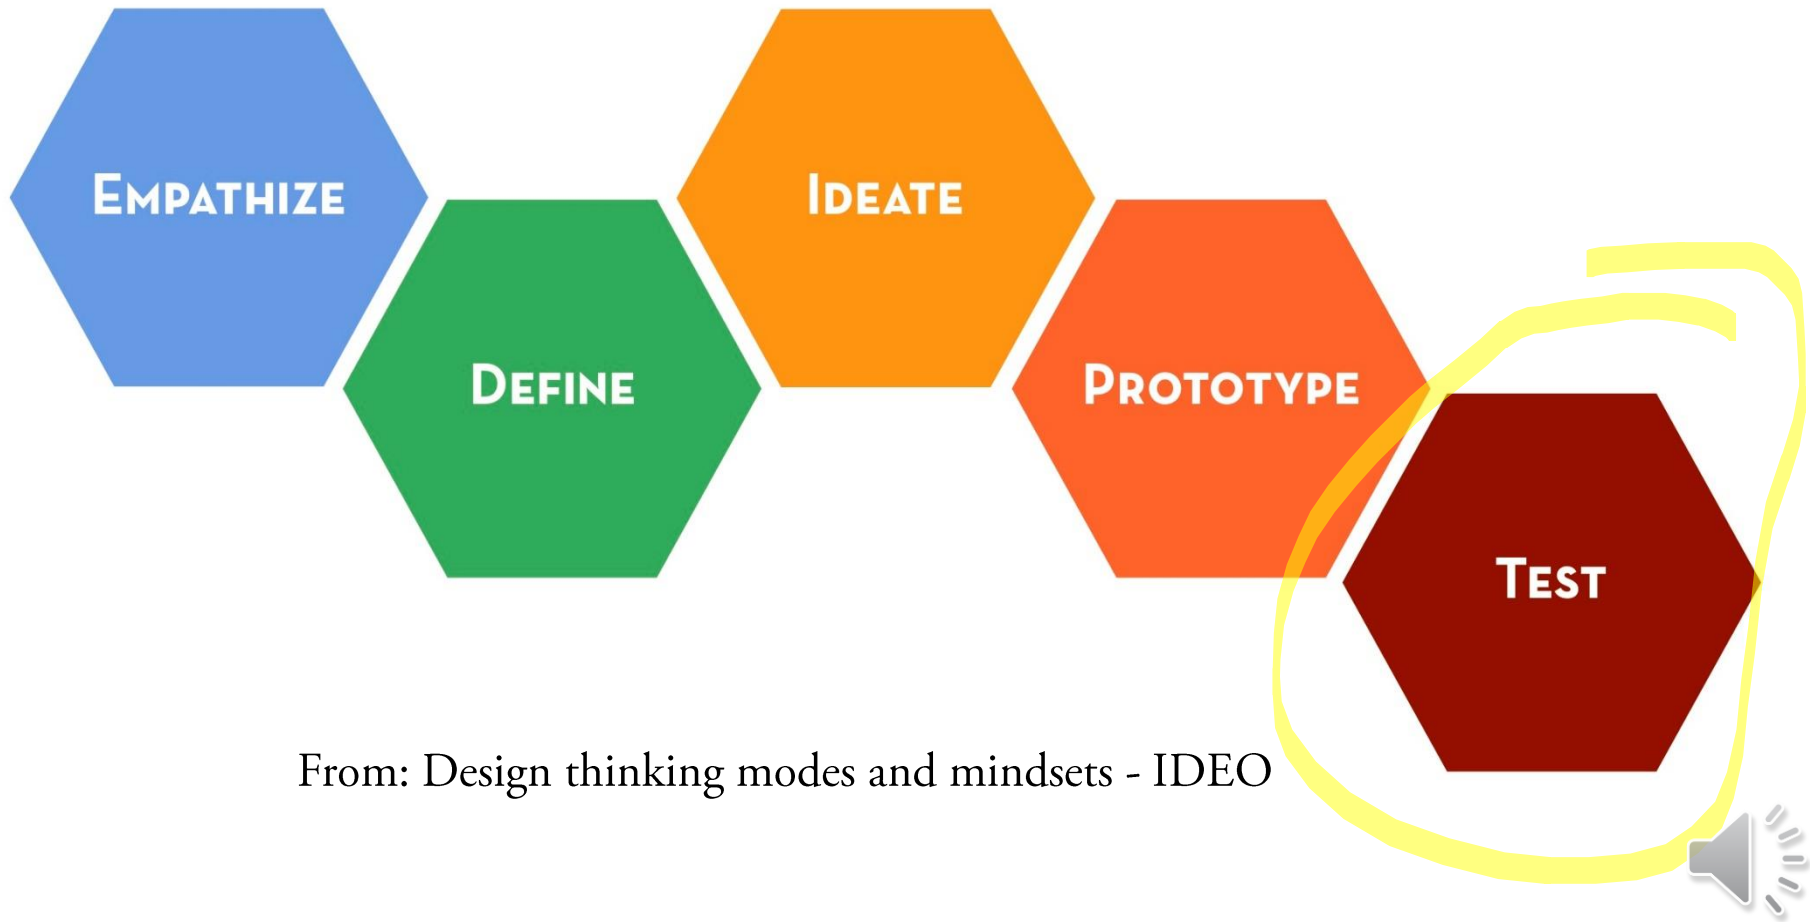 EMPATHIZE
DEFINE
IDEATE
PROTOTYPE
TEST
From: Design thinking modes and mindsets - IDEO